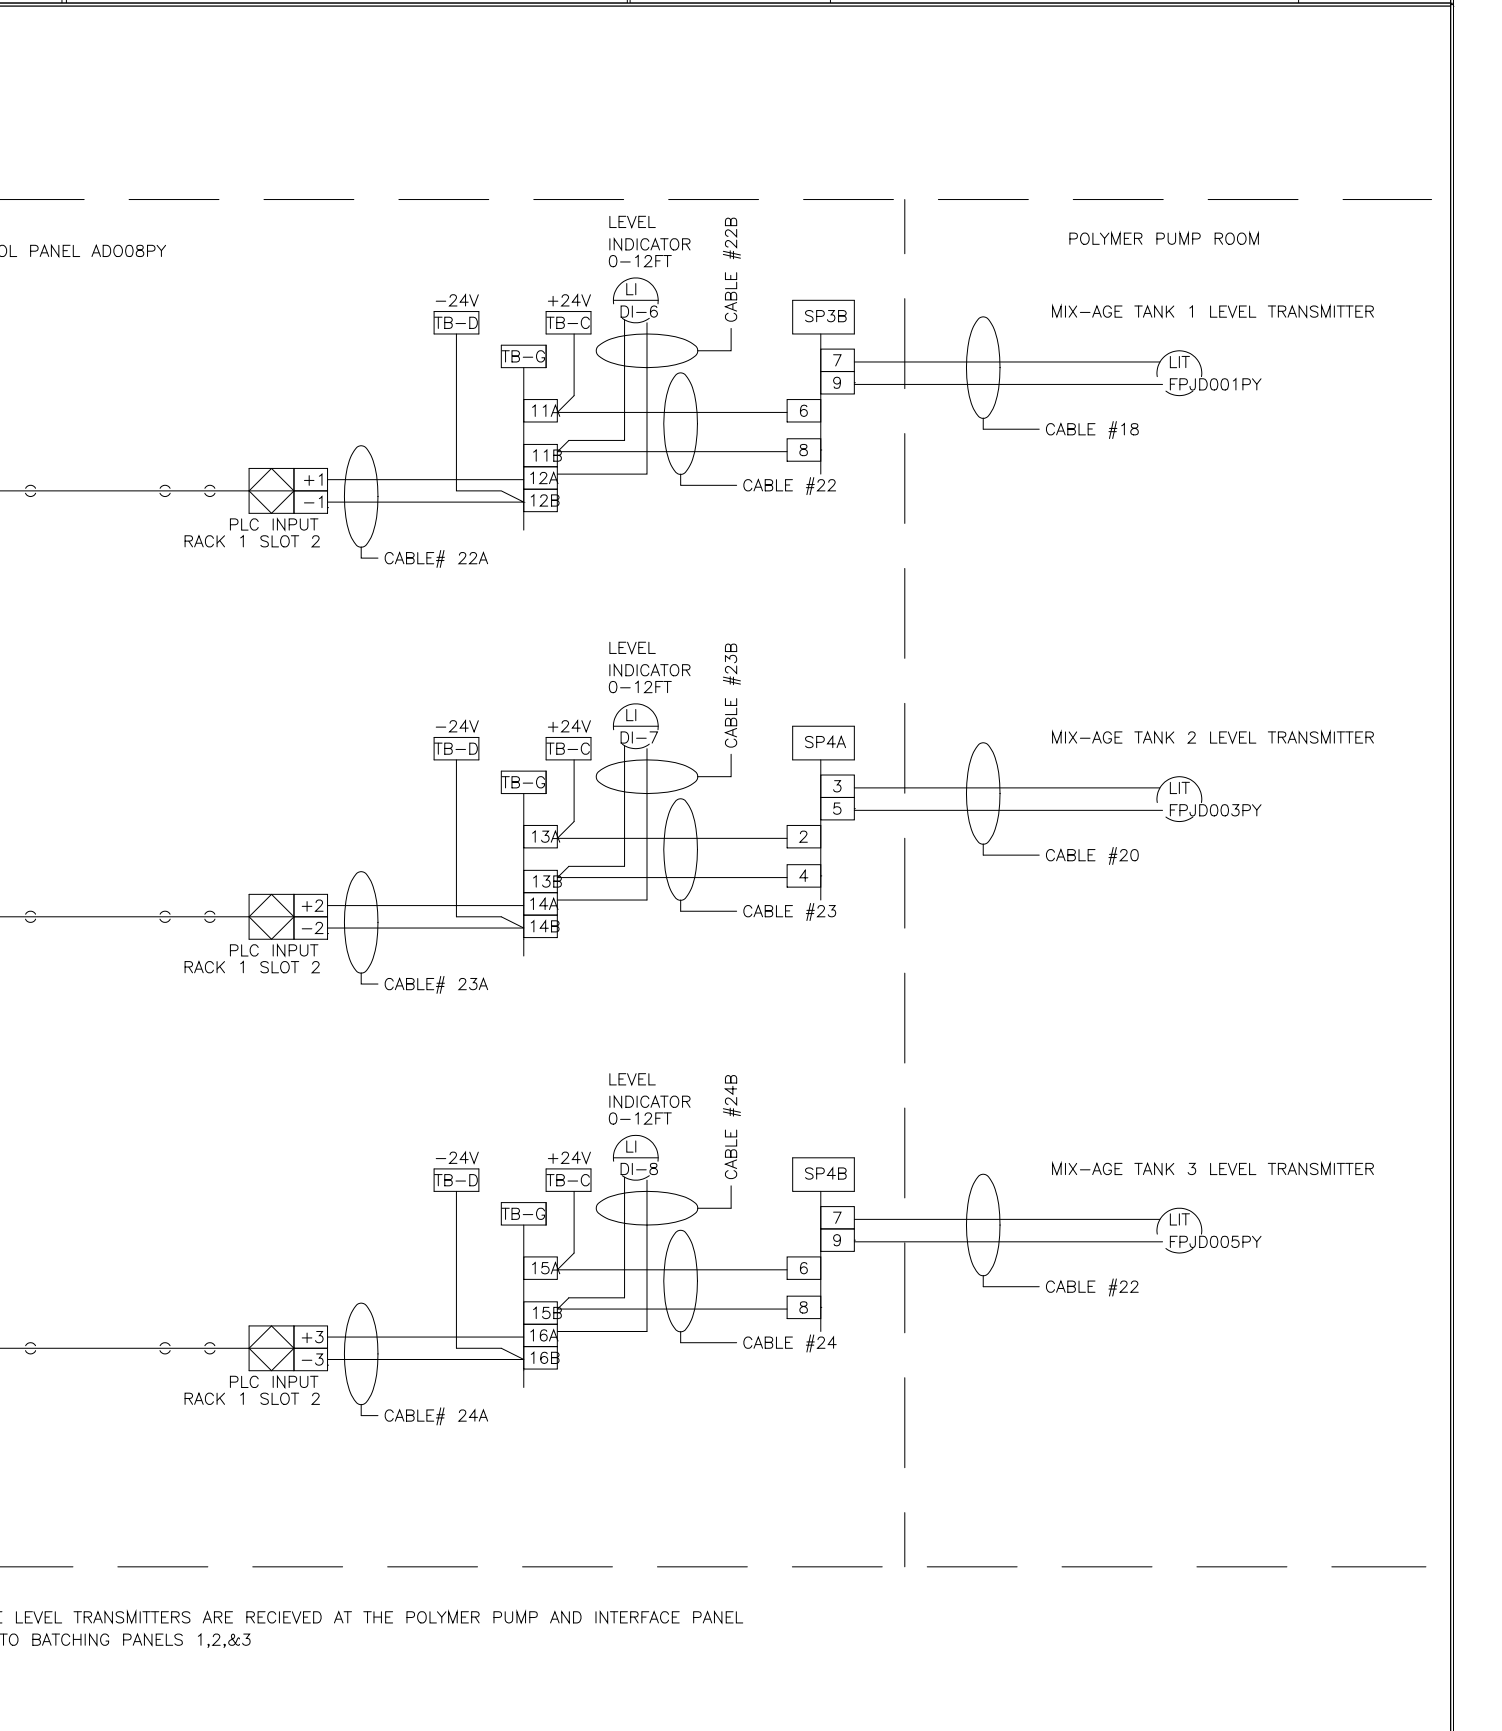 OL PANEL AD008PY
POLYMER PUMP ROOM
LEVEL
INDICATOR
0-12FT
CABLE #22B
LI
DI-6
-24V
TB-D
+24V
TB-C
TB-G
SP3B
MIX-AGE TANK 1 LEVEL TRANSMITTER
7
9
LIT
FPJD001PY
11A
6
CABLE #18
11B
8
12A
12B
CABLE #22
+1
-1
PLC INPUT
RACK 1 SLOT 2
CABLE# 22A
LEVEL
INDICATOR
0-12FT
CABLE #23B
LI
DI-7
-24V
TB-D
+24V
TB-C
TB-G
SP4A
MIX-AGE TANK 2 LEVEL TRANSMITTER
3
5
LIT
FPJD003PY
13A
2
CABLE #20
13B
4
14A
14B
CABLE #23
+2
-2
PLC INPUT
RACK 1 SLOT 2
CABLE# 23A
LEVEL
INDICATOR
0-12FT
CABLE #24B
LI
DI-8
-24V
TB-D
+24V
TB-C
TB-G
SP4B
MIX-AGE TANK 3 LEVEL TRANSMITTER
7
9
LIT
FPJD005PY
15A
6
CABLE #22
15B
8
16A
16B
CABLE #24
+3
-3
PLC INPUT
RACK 1 SLOT 2
CABLE# 24A
E LEVEL TRANSMITTERS ARE RECIEVED AT THE POLYMER PUMP AND INTERFACE PANEL
TO BATCHING PANELS 1,2,&3